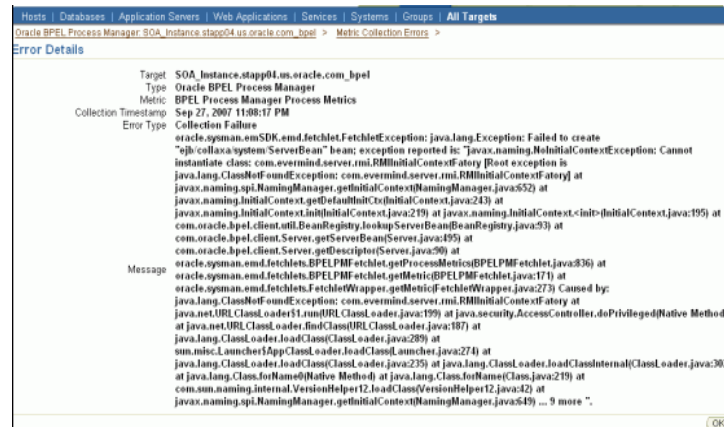 Hosts | Databases | Application Servers | Web Applications | Services | Systems | Groups | All Targets
Oracle BPEL Process Manager: SOA_Instance.stapp04.us.oracle.com_bpel > Metric Collection Errors >
Error Details
Target SOA_Instance.stapp04.us.oracle.com_bpel
Type Oracle BPEL Process Manager
Metric BPEL Process Manager Process Metrics
Collection Timestamp Sep 27, 2007 11:08:17 PM
Error Type Collection Failure
Message
oracle.sysman.emSDK.emd.fetchlet.FetchletException: java.lang.Exception: Failed to create
"ejb/collaxa/system/ServerBean" bean; exception reported is: "javax.naming.NoInitialContextException: Cannot
instantiate class: com.evermind.server.rmi.RMIInitialContextFatory [Root exception is
java.lang.ClassNotFoundException: com.evermind.server.rmi.RMIInitialContextFatory] at
javax.naming.spi.NamingManager.getInitialContext(NamingManager.java:652) at
javax.naming.InitialContext.getDefaultInitCtx(InitialContext.java:243) at
javax.naming.InitialContext.init(InitialContext.java:219) at javax.naming.InitialContext.<init>(InitialContext.java:195) at
com.oracle.bpel.client.util.BeanRegistry.lookupServerBean(BeanRegistry.java:93) at
com.oracle.bpel.client.Server.getServerBean(Server.java:495) at
com.oracle.bpel.client.Server.getDescriptor(Server.java:90) at
oracle.sysman.emd.fetchlets.BPELPMFetchlet.getProcessMetrics(BPELPMFetchlet.java:836) at
oracle.sysman.emd.fetchlets.BPELPMFetchlet.getMetric(BPELPMFetchlet.java:171) at
oracle.sysman.emd.fetchlets.FetchletWrapper.getMetric(FetchletWrapper.java:273) Caused by:
java.lang.ClassNotFoundException: com.evermind.server.rmi.RMIInitialContextFatory at
java.net.URLClassLoader$1.run(URLClassLoader.java:199) at java.security.AccessController.doPrivileged(Native Method
at java.net.URLClassLoader.findClass(URLClassLoader.java:187) at
java.lang.ClassLoader.loadClass(ClassLoader.java:289) at
sun.misc.Launcher$AppClassLoader.loadClass(Launcher.java:274) at
java.lang.ClassLoader.loadClass(ClassLoader.java:235) at java.lang.ClassLoader.loadClassInternal(ClassLoader.java:30
at java.lang.Class.forName0(Native Method) at java.lang.Class.forName(Class.java:219) at
com.sun.naming.internal.VersionHelper12.loadClass(VersionHelper12.java:42) at
javax.naming.spi.NamingManager.getInitialContext(NamingManager.java:649) ... 9 more ".
OK